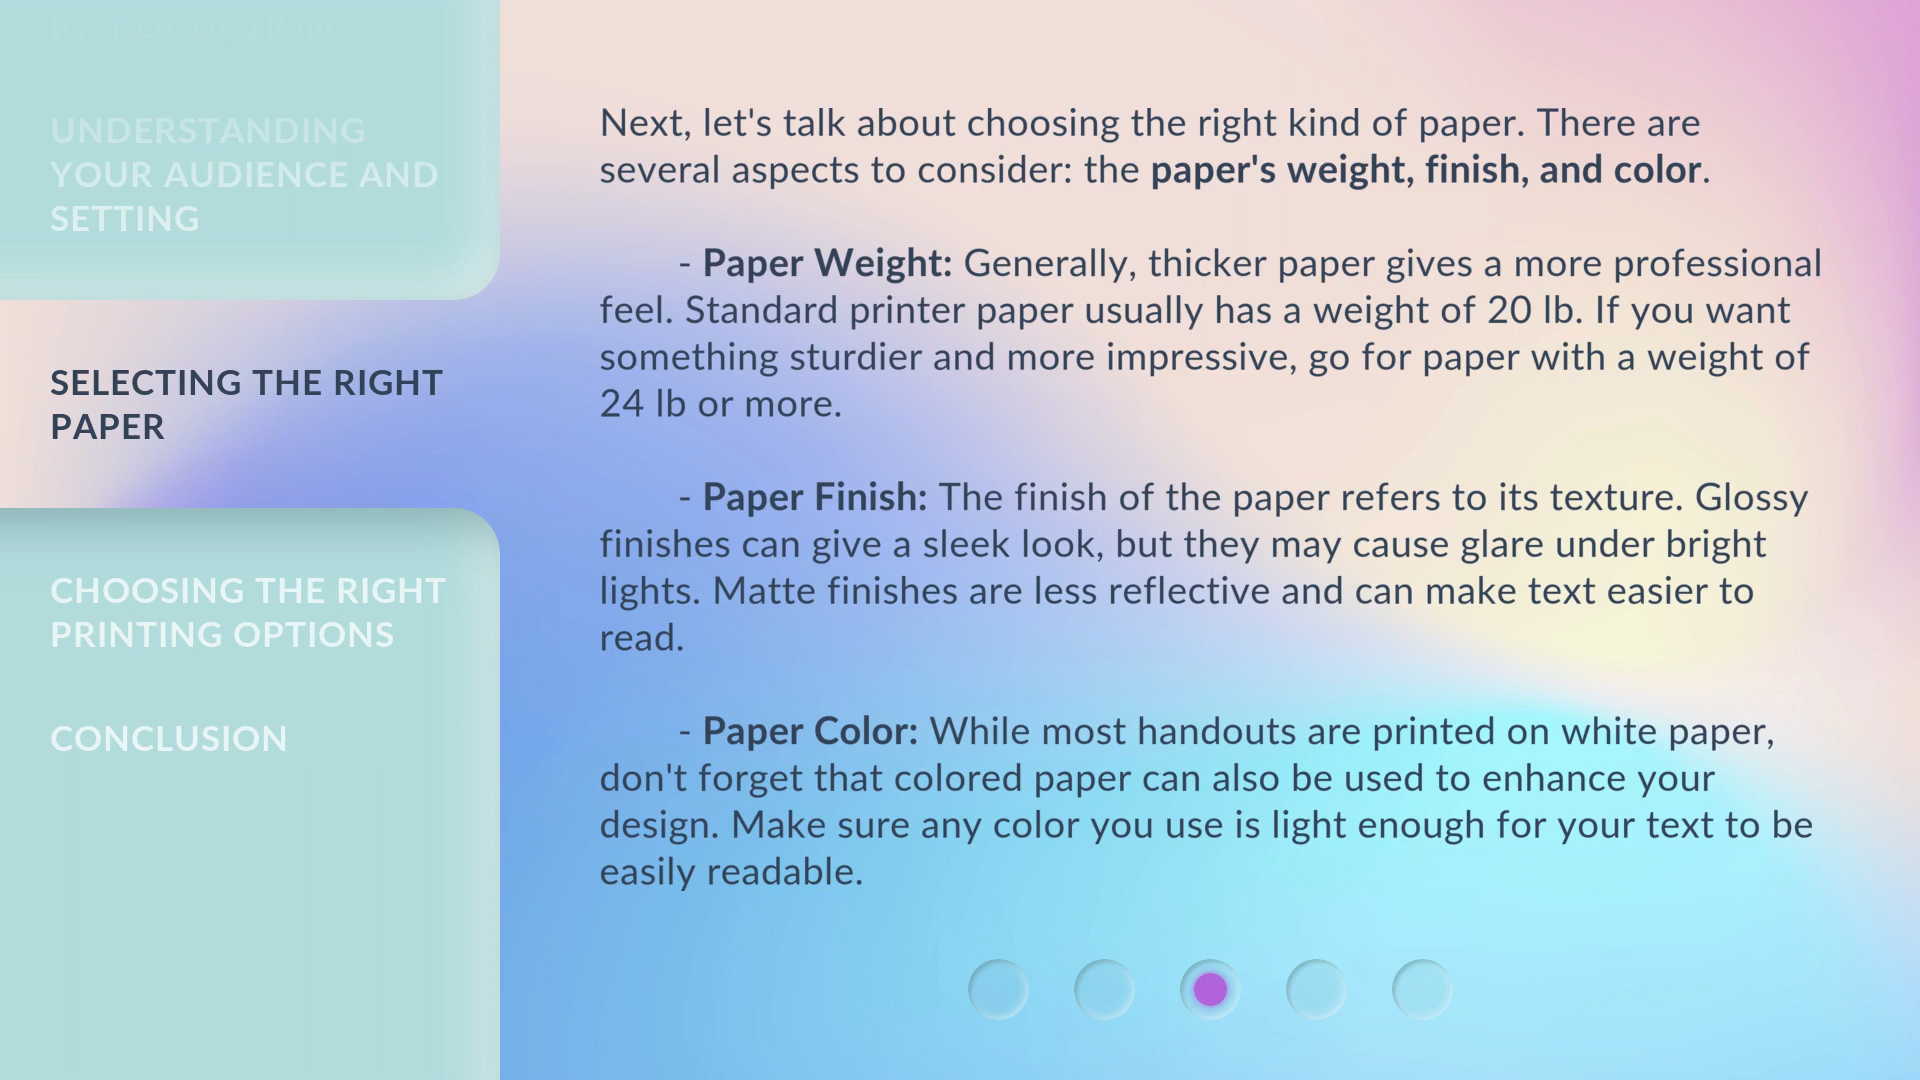 INTRODUCTION
UNDERSTANDING
YOUR AUDIENCE AND
SETTING
SELECTING THE RIGHT
PAPER
CHOOSING THE RIGHT
PRINTING OPTIONS
CONCLUSION
Next, let's talk about choosing the right kind of paper. There are
several aspects to consider: the paper's weight, finish, and color.
- Paper Weight: Generally, thicker paper gives a more professional
feel. Standard printer paper usually has a weight of 20 lb. If you want
something sturdier and more impressive, go for paper with a weight of
24 lb or more.
- Paper Finish: The finish of the paper refers to its texture. Glossy
finishes can give a sleek look, but they may cause glare under bright
lights. Matte finishes are less reflective and can make text easier to
read.
- Paper Color: While most handouts are printed on white paper,
don't forget that colored paper can also be used to enhance your
design. Make sure any color you use is light enough for your text to be
easily readable.